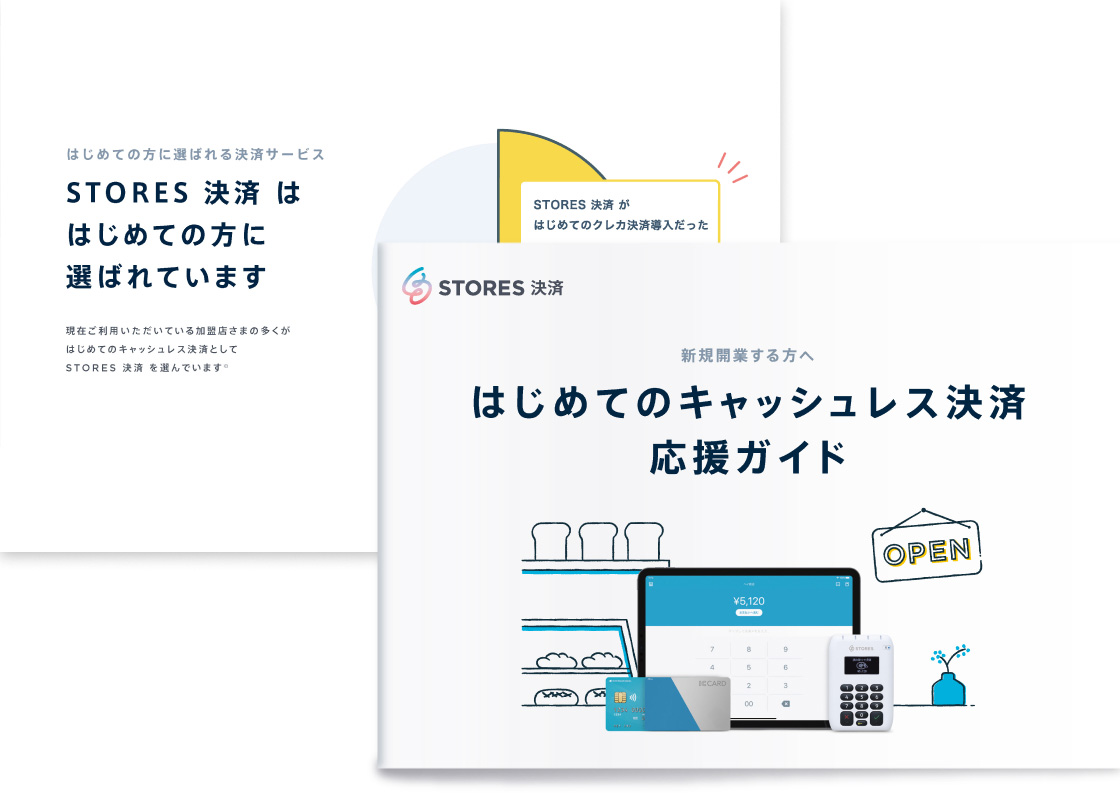 はじめての方に選ばれる決済サービス
STORES 決済 は
はじめての方に
選ばれています
現在ご利用いただいている加盟店さまの多くが
はじめてのキャッシュレス決済として
STORES 決済 を選んでいます
STORES 決済 が
はじめてのクレカ決済導入だった
STORES 決済
新規開業する方へ
はじめてのキャッシュレス決済
応援ガイド
OPEN
¥5,120
7 8 9
4 5 6
2 3
00
CARD
STORES